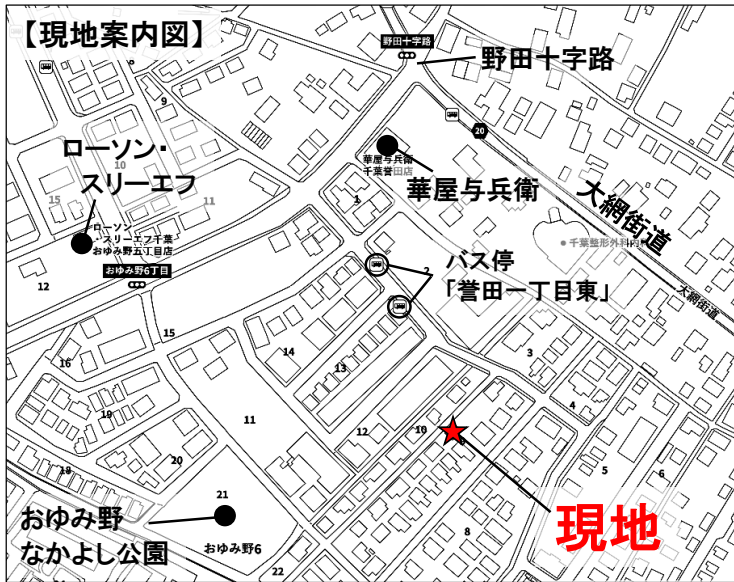 【現地案内図】
野田十字路
野田十字路
20
8
9
ローソン・
スリーエフ
10
15
11
華屋与兵衛
千葉誉田店
華屋与兵衛
大網街道
1
千葉整形外科内科
ローソン
・スリーエフ千葉
おゆみ野五丁目店
おゆみ野6丁目
12
2
バス停
「誉田一丁目東」
大網街道
15
14
3
16
13
4
19
11
12
10
9
18
20
5
6
21
おゆみ野
なかよし公園
おゆみ野6
現地
8
22